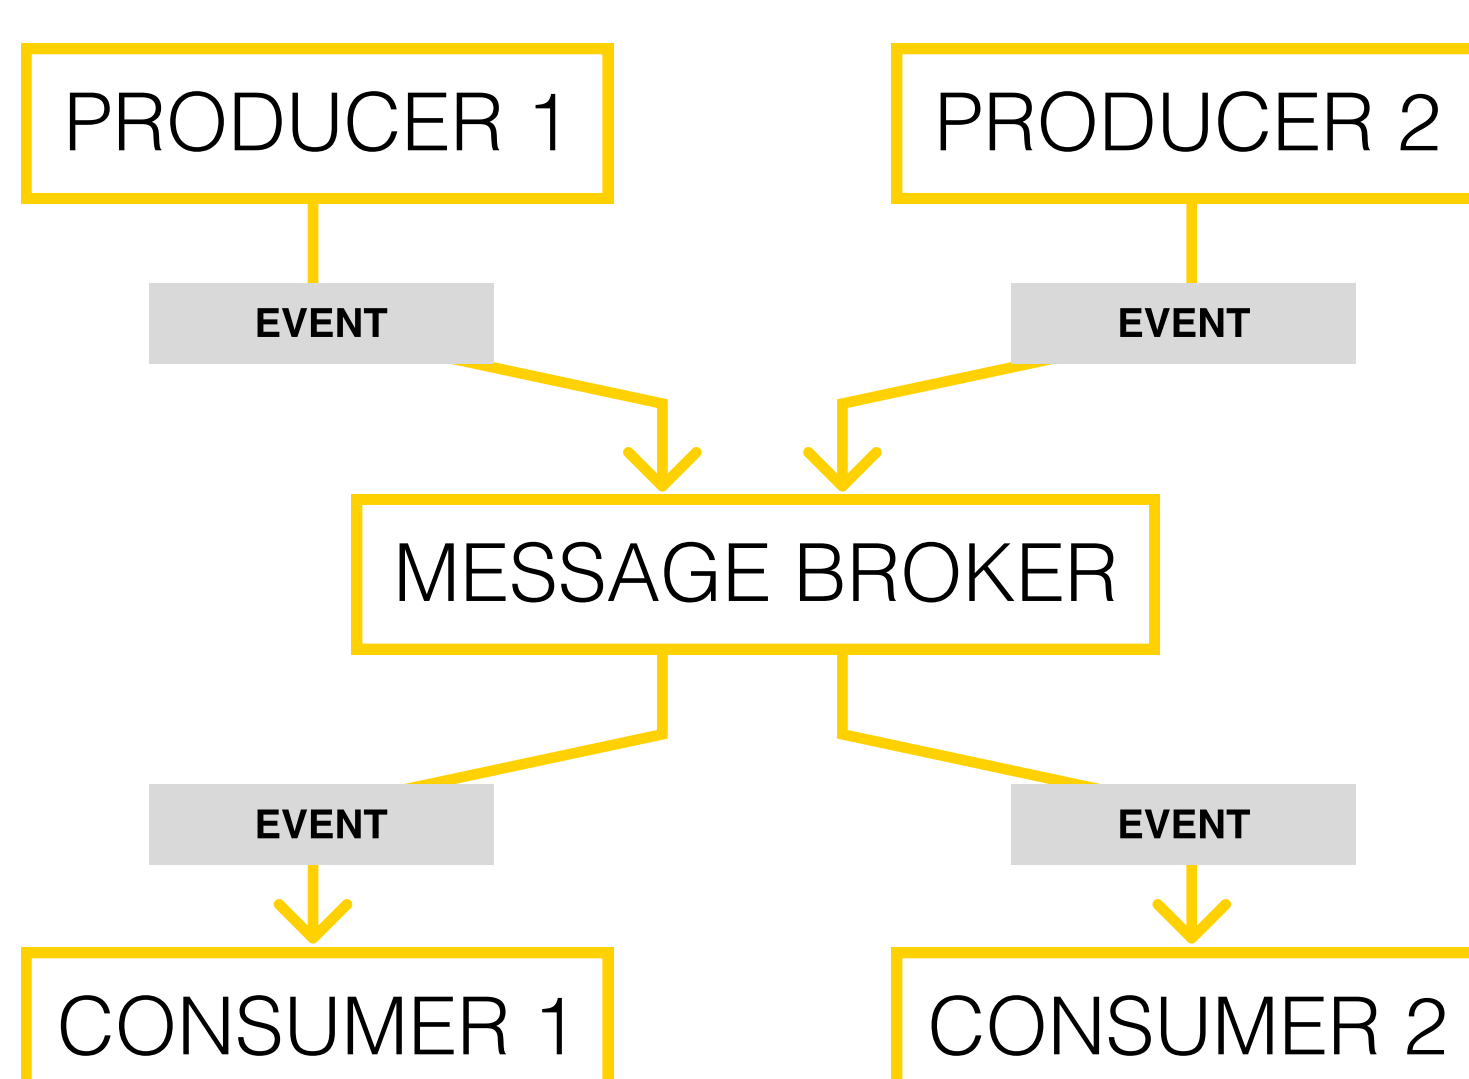 PRODUCER 1
PRODUCER 2
EVENT
EVENT
MESSAGE BROKER
EVENT
EVENT
CONSUMER 1
CONSUMER 2